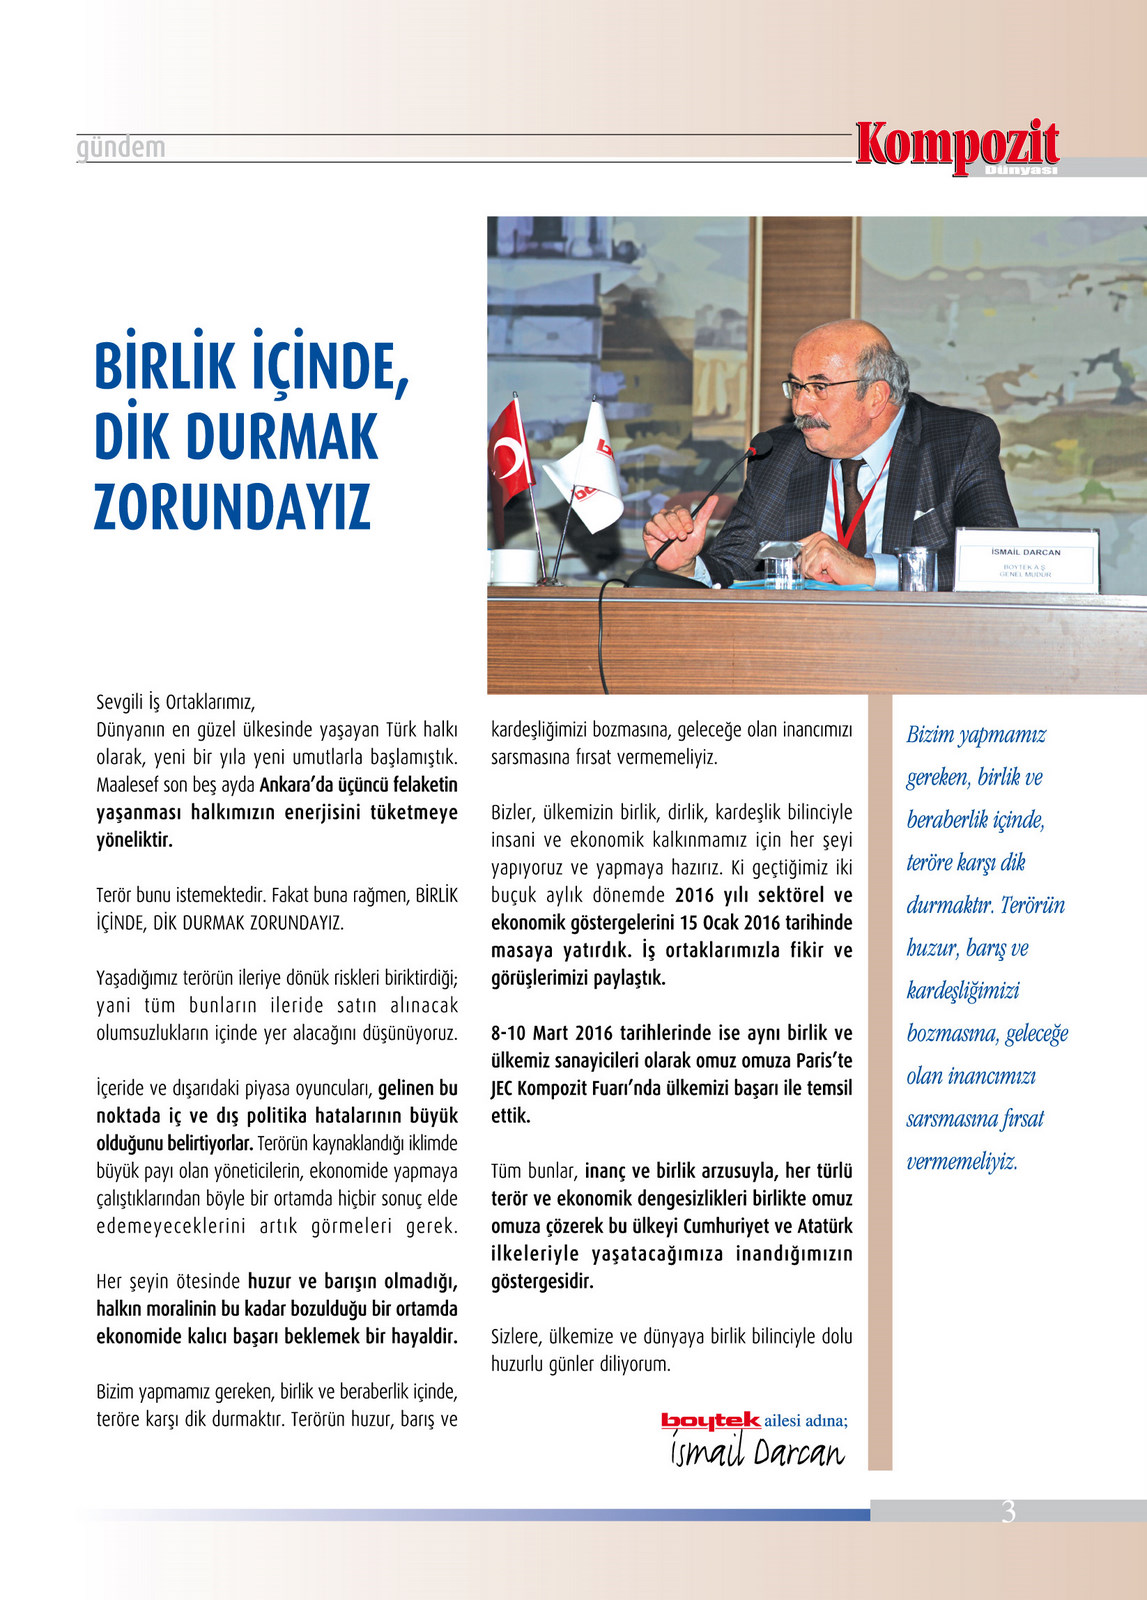 gündem
Kompozit
Dünyası
BİRLİK İÇİNDE,
DİK DURMAK
ZORUNDAYIZ
boytek
İSMAİL DARCAN
BOYTEK A.Ş.
GENEL MÜDÜR
Sevgili İş Ortaklarımız,
Dünyanın en güzel ülkesinde yaşayan Türk halkı
olarak, yeni bir yıla yeni umutlarla başlamıştık.
Maalesef son beş ayda Ankara’da üçüncü felaketin
yaşanması halkımızın enerjisini tüketmeye
yöneliktir.
Terör bunu istemektedir. Fakat buna rağmen, BİRLİK
İÇİNDE, DİK DURMAK ZORUNDAYIZ.
Yaşadığımız terörün ileriye dönük riskleri biriktirdiği;
yani tüm bunların ileride satın alınacak
olumsuzlukların içinde yer alacağını düşünüyoruz.
İçeride ve dışarıdaki piyasa oyuncuları, gelinen bu
noktada iç ve dış politika hatalarının büyük
olduğunu belirtiyorlar. Terörün kaynaklandığı iklimde
büyük payı olan yöneticilerin, ekonomide yapmaya
çalıştıklarından böyle bir ortamda hiçbir sonuç elde
edemeyeceklerini artık görmeleri gerek.
Her şeyin ötesinde huzur ve barışın olmadığı,
halkın moralinin bu kadar bozulduğu bir ortamda
ekonomide kalıcı başarı beklemek bir hayaldir.
Bizim yapmamız gereken, birlik ve beraberlik içinde,
teröre karşı dik durmaktır. Terörün huzur, barış ve
kardeşliğimizi bozmasına, geleceğe olan inancımızı
sarsmasına fırsat vermemeliyiz.
Bizler, ülkemizin birlik, dirlik, kardeşlik bilinciyle
insani ve ekonomik kalkınmamız için her şeyi
yapıyoruz ve yapmaya hazırız. Ki geçtiğimiz iki
buçuk aylık dönemde 2016 yılı sektörel ve
ekonomik göstergelerini 15 Ocak 2016 tarihinde
masaya yatırdık. İş ortaklarımızla fikir ve
görüşlerimizi paylaştık.
8-10 Mart 2016 tarihlerinde ise aynı birlik ve
ülkemiz sanayicileri olarak omuz omuza Paris’te
JEC Kompozit Fuarı’nda ülkemizi başarı ile temsil
ettik.
Tüm bunlar, inanç ve birlik arzusuyla, her türlü
terör ve ekonomik dengesizlikleri birlikte omuz
omuza çözerek bu ülkeyi Cumhuriyet ve Atatürk
ilkeleriyle yaşatacağımıza inandığımızın
göstergesidir.
Sizlere, ülkemize ve dünyaya birlik bilinciyle dolu
huzurlu günler diliyorum.
boytek ailesi adına;
İsmail Darcan
Bizim yapmamız
gereken, birlik ve
beraberlik içinde,
teröre karşı dik
durmaktır. Terörün
huzur, barış ve
kardeşliğimizi
bozmasına, geleceğe
olan inancımızı
sarsmasına fırsat
vermemeliyiz.
3